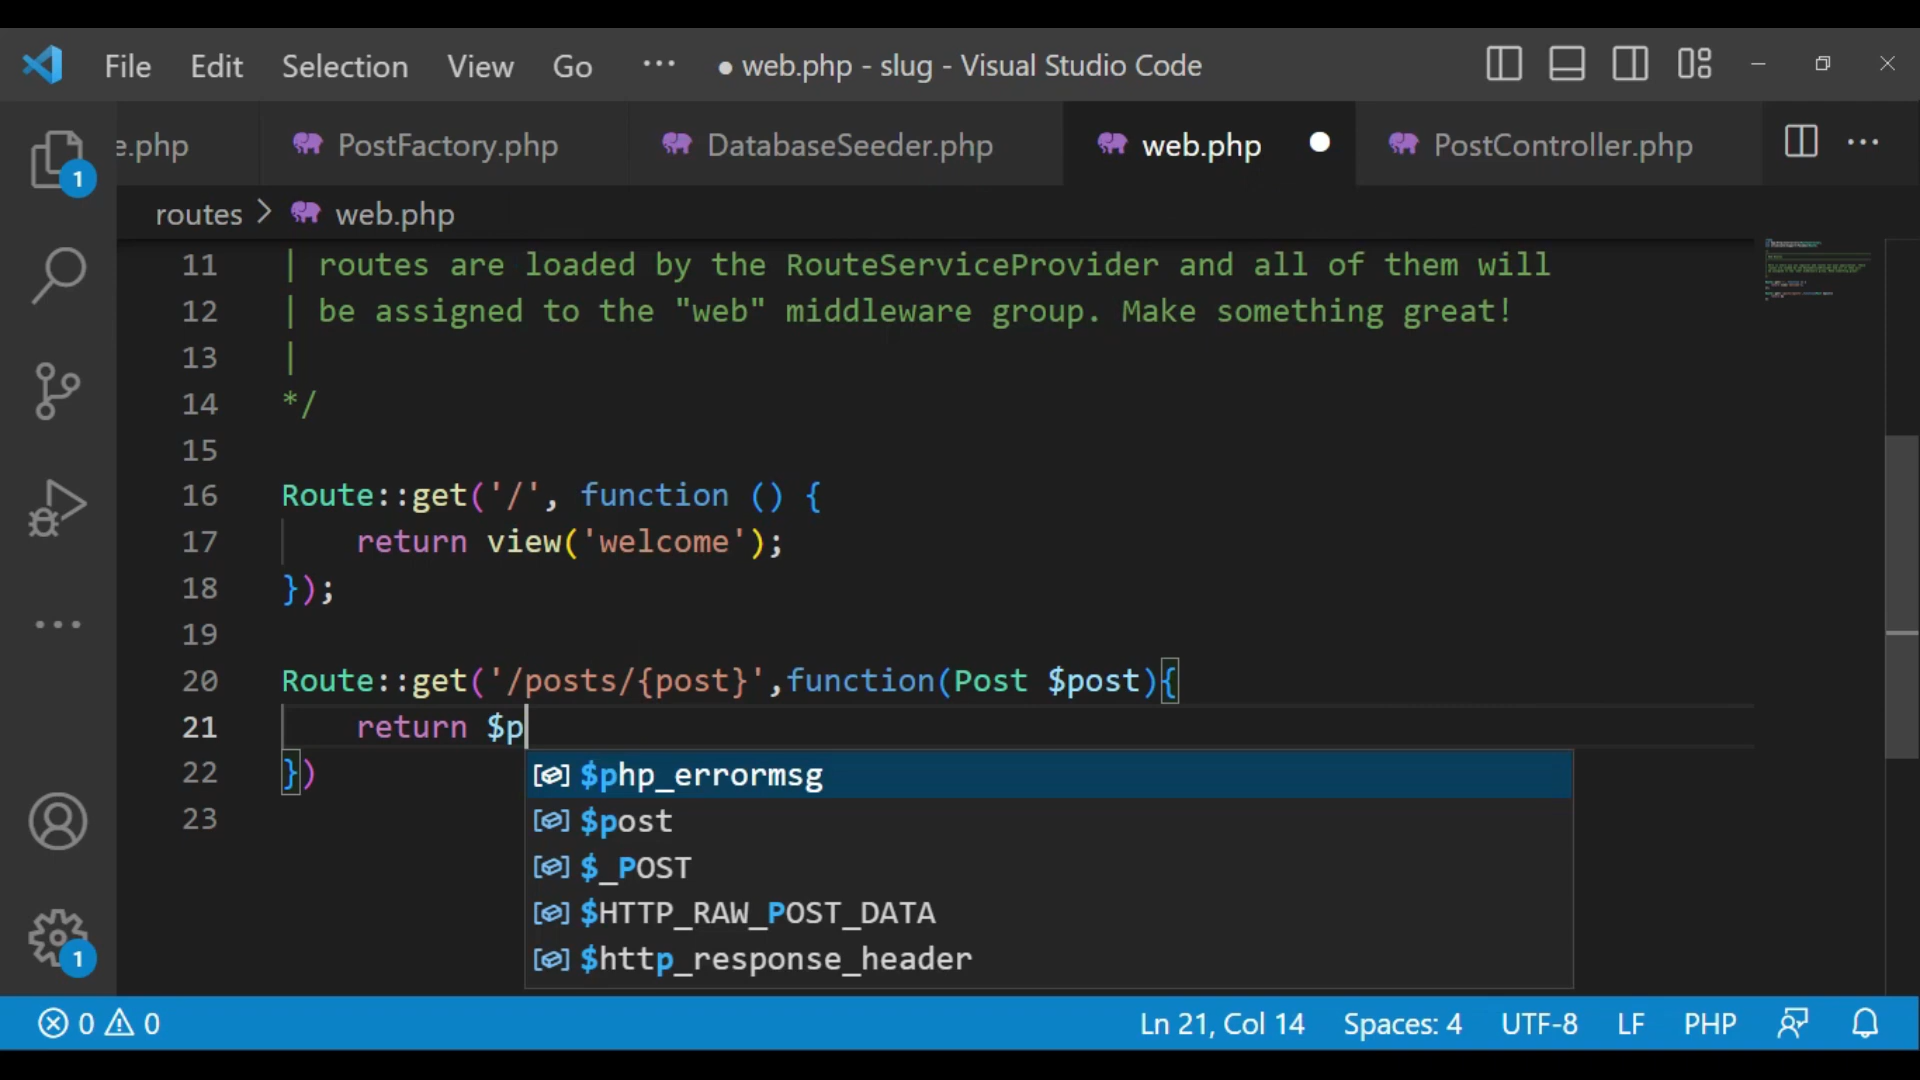 File Edit Selection View Go ··· ● web.php - slug - Visual Studio Code
e.php PostFactory.php DatabaseSeeder.php web.php ● PostController.php ···
1
routes > web.php
11 | routes are loaded by the RouteServiceProvider and all of them will
12 | be assigned to the "web" middleware group. Make something great!
13 |
14 */
15
16 Route::get('/', function () {
17 return view('welcome');
18 });
19
20 Route::get('/posts/{post}',function(Post $post){
21 return $p
22 })
23
$php_errormsg
$post
$_POST
$HTTP_RAW_POST_DATA
$http_response_header
1
0 0 Ln 21, Col 14 Spaces: 4 UTF-8 LF PHP